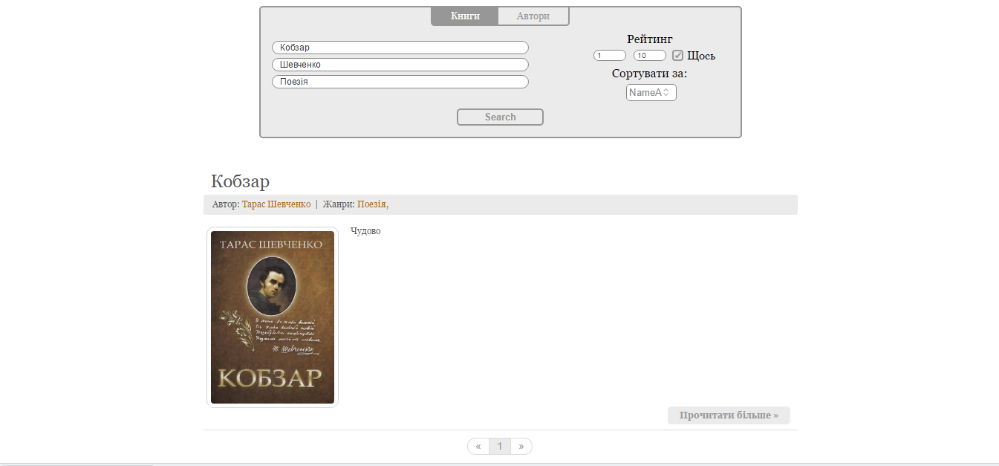 Книги Автори
Кобзар
Шевченко
Поезія
Рейтинг
1 10 Щось
Сортувати за:
NameA
Search
Кобзар
Автор: Тарас Шевченко | Жанри: Поезія,
Чудово
ТАРАС ШЕВЧЕНКО
КОБЗАР
Прочитати більше »
« 1 »